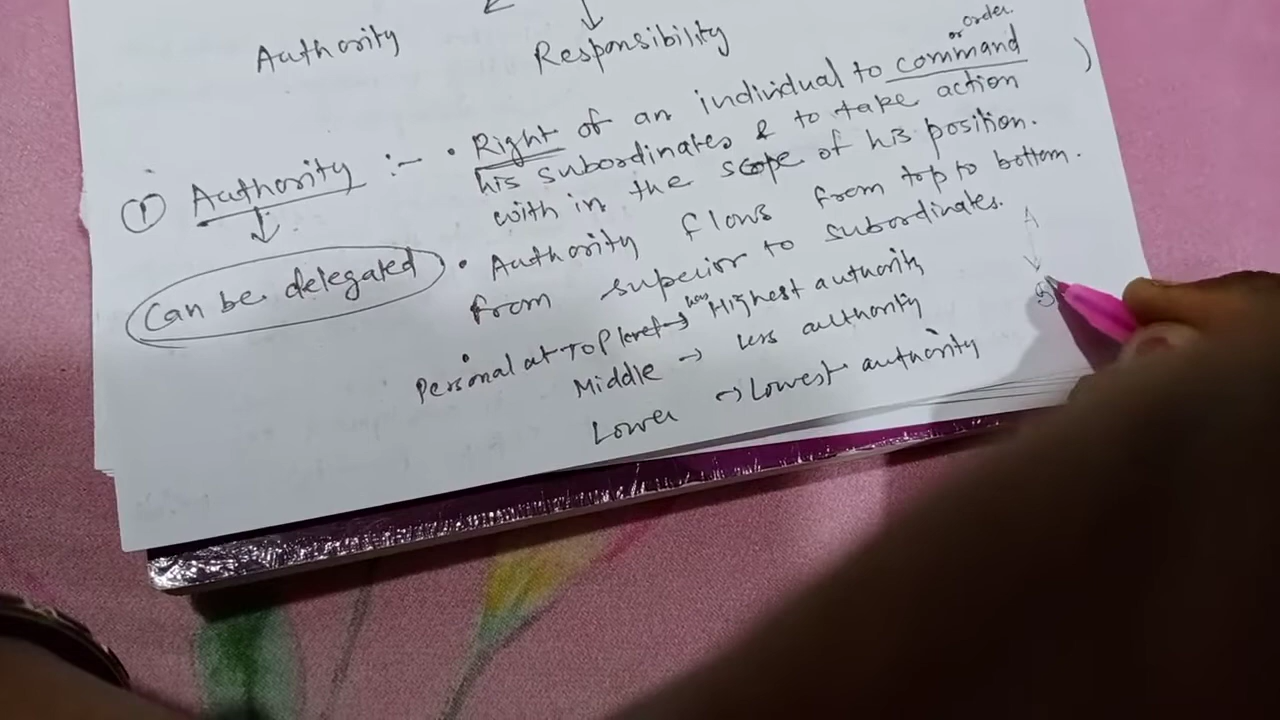 Authority
Responsibility
① Authority :- • Right of an individual to command or order.
his subordinates & to take action
with in the scope of his position.
Can be delegated
• Authority flows from top to bottom.
from superior to subordinates.
• Personal at Top level → has Highest authority
Middle → less authority
Lower → Lowest authority
A
S